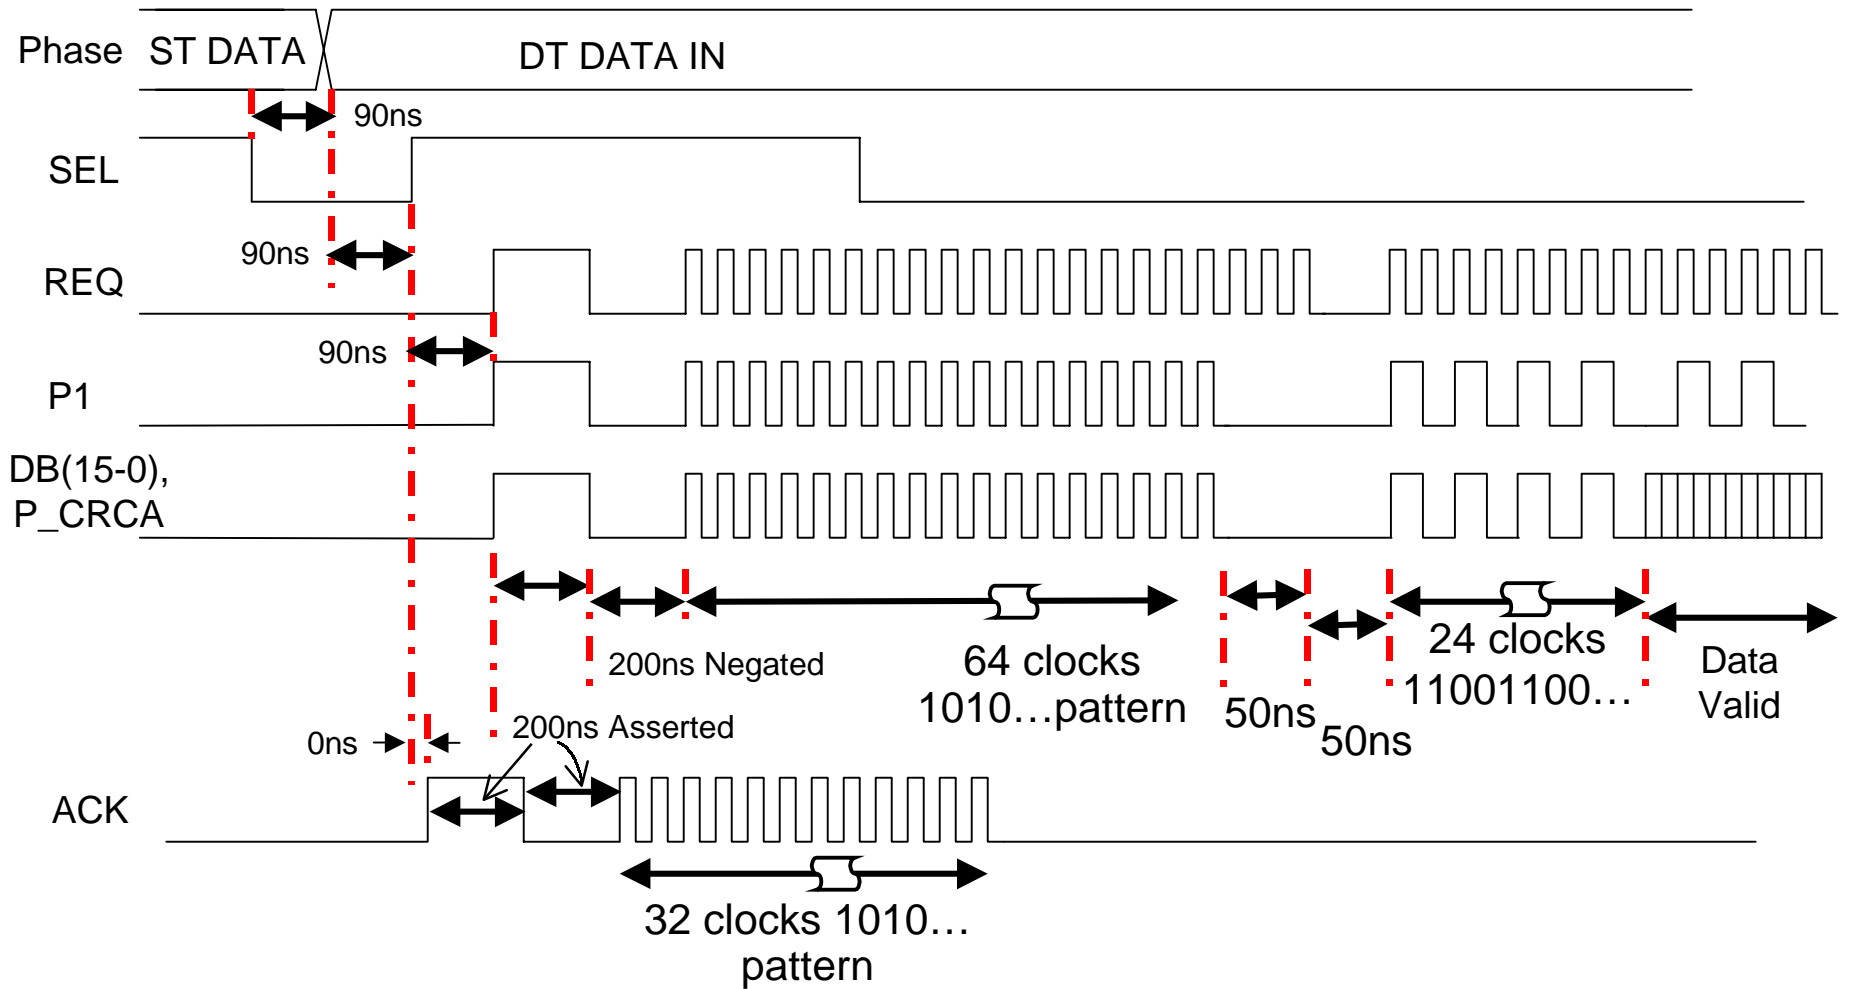 Phase
ST DATA
DT DATA IN
90ns
SEL
90ns
REQ
90ns
P1
DB(15-0),
P_CRCA
200ns Negated
64 clocks
1010…pattern
50ns
50ns
24 clocks
11001100…
Data
Valid
200ns Asserted
0ns
ACK
32 clocks 1010…
pattern